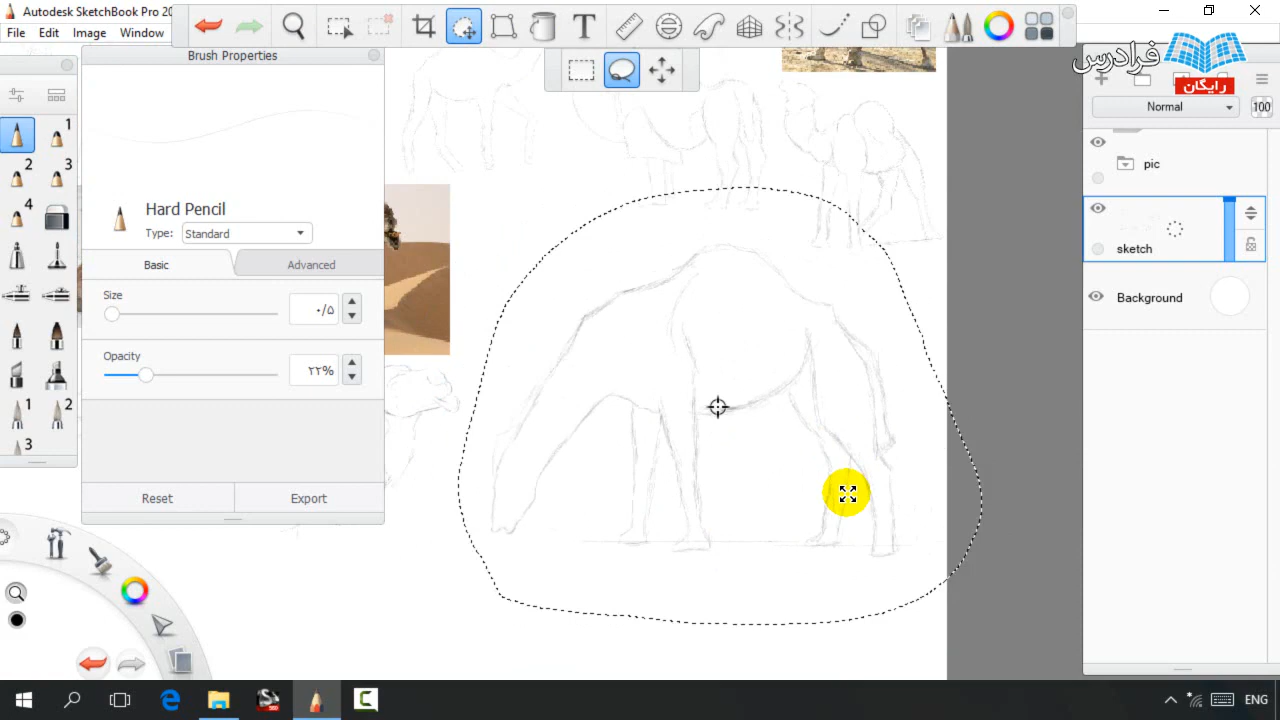 Autodesk SketchBook Pro 20
File Edit Image Window
T
فرادرس
رایگان
Brush Properties
Normal
100
pic
sketch
Background
1
2
3
4
1
2
3
Hard Pencil
Type: Standard
Basic
Advanced
Size
۰/۵
Opacity
۲۲%
Reset
Export
ENG